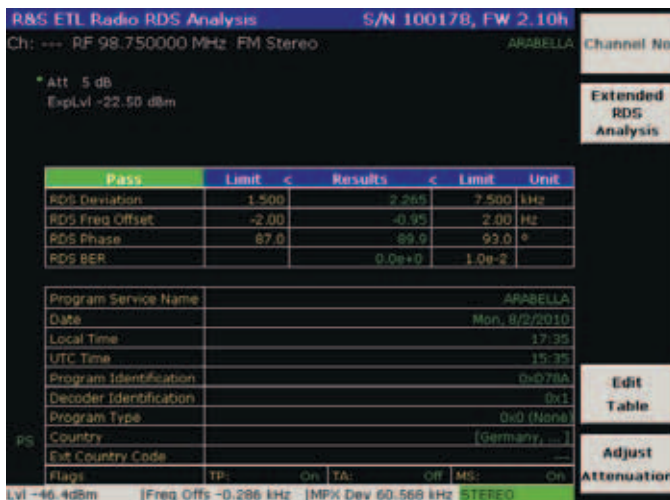 R&S ETL Radio RDS Analysis S/N 100178, FW 2.10h
Ch: --- RF 98.750000 MHz FM Stereo ARABELLA
Channel No
* Att 5 dB
ExpLvl -22.50 dBm
Extended
RDS
Analysis
Pass Limit < Results < Limit Unit
RDS Deviation 1.500 2.265 7.500 kHz
RDS Freq Offset -2.00 -0.95 2.00 Hz
RDS Phase 87.0 89.9 93.0 °
RDS BER 0.0e+0 1.0e-2
Program Service Name ARABELLA
Date Mon, 8/2/2010
Local Time 17:35
UTC Time 15:35
Program Identification 0xD78A
Decoder Identification 0x1
Program Type 0x0 (None)
PS Country [Germany, ... ]
Ext Country Code ---
Flags TP: On TA: Off MS: On
Edit
Table
Adjust
Attenuation
Lvl -46.4dBm |Freq Offs -0.286 kHz |MPX Dev 60.568 kHz STEREO